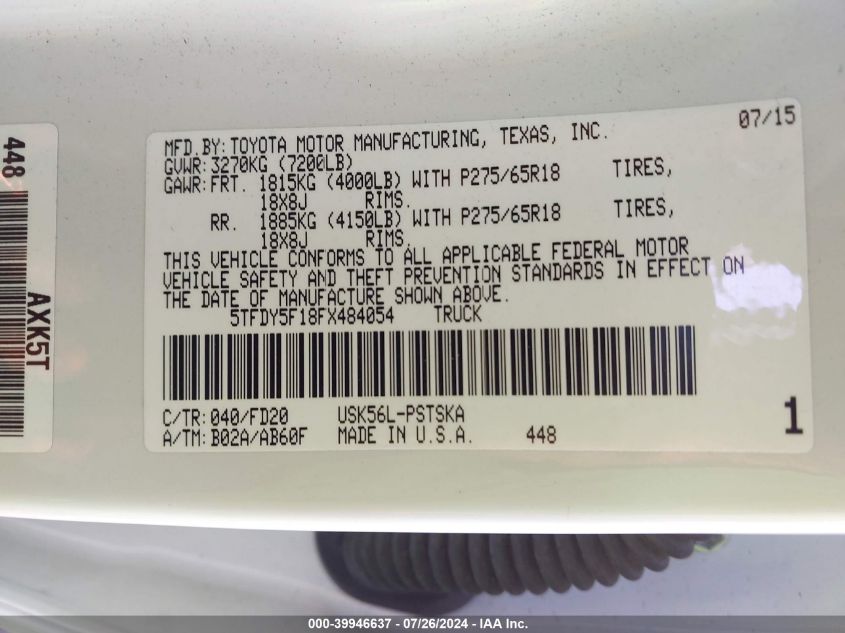 448
AXK5T
07/15
MFD.BY: TOYOTA MOTOR MANUFACTURING, TEXAS, INC.
GVWR: 3270KG (7200LB)
GAWR: FRT. 1815KG (4000LB) WITH P275/65R18 TIRES,
18X8J RIMS.
RR. 1885KG (4150LB) WITH P275/65R18 TIRES,
18X8J RIMS.
THIS VEHICLE CONFORMS TO ALL APPLICABLE FEDERAL MOTOR
VEHICLE SAFETY AND THEFT PREVENTION STANDARDS IN EFFECT ON
THE DATE OF MANUFACTURE SHOWN ABOVE.
5TFDY5F18FX484054 TRUCK
C/TR: 040/FD20 USK56L-PSTSKA
A/TM: B02A/AB60F MADE IN U.S.A. 448
1
000-39946637 - 07/26/2024 - IAA Inc.